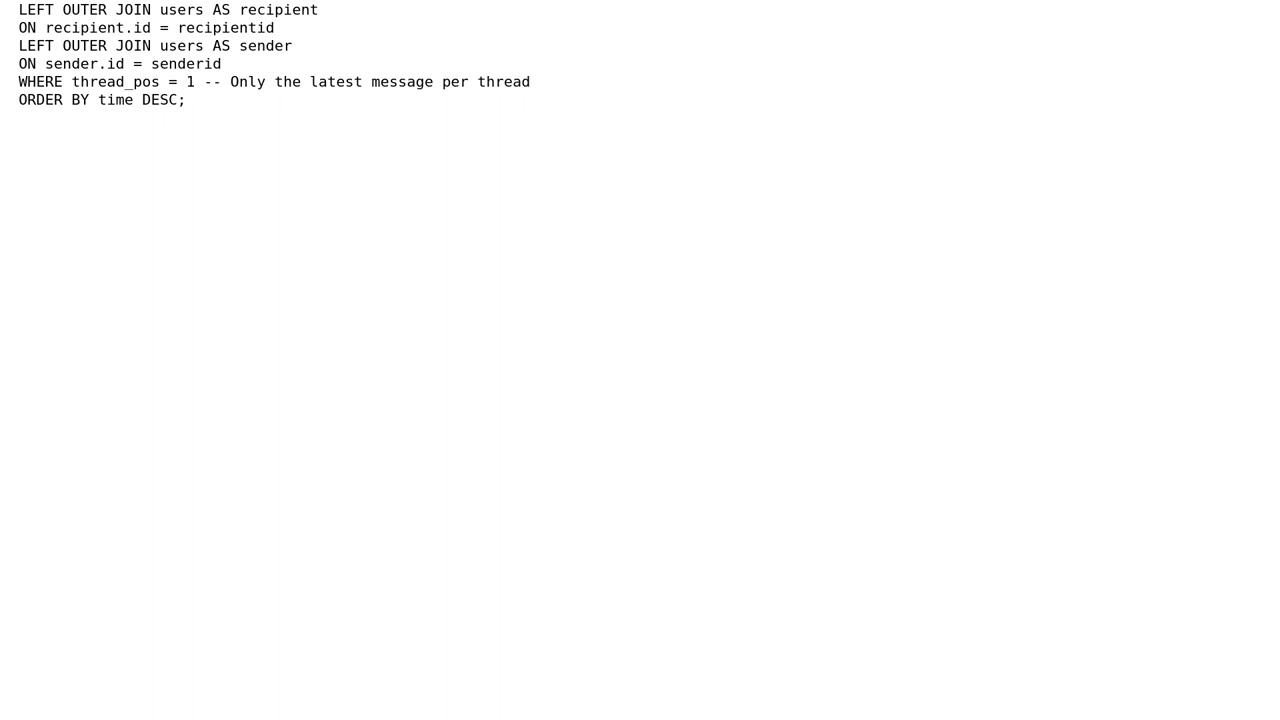 LEFT OUTER JOIN users AS recipient
ON recipient.id = recipientid
LEFT OUTER JOIN users AS sender
ON sender.id = senderid
WHERE thread_pos = 1 -- Only the latest message per thread
ORDER BY time DESC;